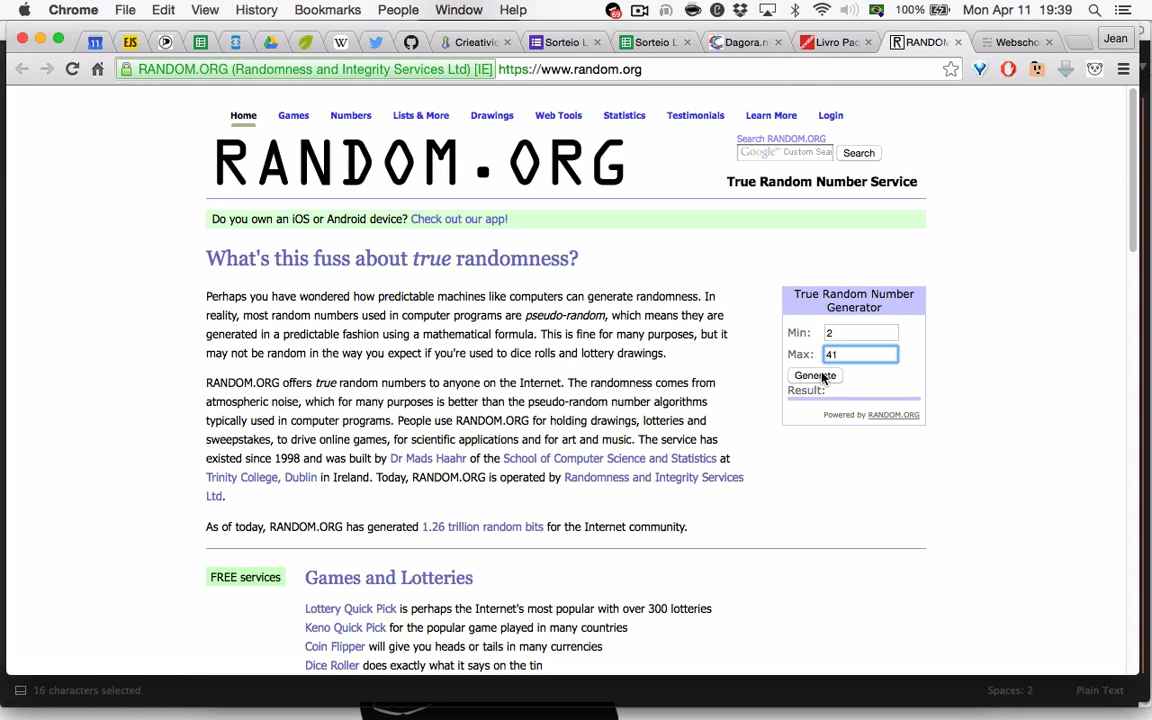 Chrome File Edit View History Bookmarks People Window Help 100% Mon Apr 11 19:39
11 EJS W Creativic Sorteio L Sorteio L Dagora.n Livro Pac RANDOM Webscho Jean
RANDOM.ORG (Randomness and Integrity Services Ltd) [IE] https://www.random.org
Home Games Numbers Lists & More Drawings Web Tools Statistics Testimonials Learn More Login
RANDOM.ORG
Search RANDOM.ORG
Google Custom Sear Search
True Random Number Service
Do you own an iOS or Android device? Check out our app!
What's this fuss about true randomness?
Perhaps you have wondered how predictable machines like computers can generate randomness. In
reality, most random numbers used in computer programs are pseudo-random, which means they are
generated in a predictable fashion using a mathematical formula. This is fine for many purposes, but it
may not be random in the way you expect if you're used to dice rolls and lottery drawings.
RANDOM.ORG offers true random numbers to anyone on the Internet. The randomness comes from
atmospheric noise, which for many purposes is better than the pseudo-random number algorithms
typically used in computer programs. People use RANDOM.ORG for holding drawings, lotteries and
sweepstakes, to drive online games, for scientific applications and for art and music. The service has
existed since 1998 and was built by Dr Mads Haahr of the School of Computer Science and Statistics at
Trinity College, Dublin in Ireland. Today, RANDOM.ORG is operated by Randomness and Integrity Services
Ltd.
As of today, RANDOM.ORG has generated 1.26 trillion random bits for the Internet community.
True Random Number
Generator
Min: 2
Max: 41
Generate
Result:
Powered by RANDOM.ORG
FREE services
Games and Lotteries
Lottery Quick Pick is perhaps the Internet's most popular with over 300 lotteries
Keno Quick Pick for the popular game played in many countries
Coin Flipper will give you heads or tails in many currencies
Dice Roller does exactly what it says on the tin
16 characters selected Spaces: 2 Plain Text